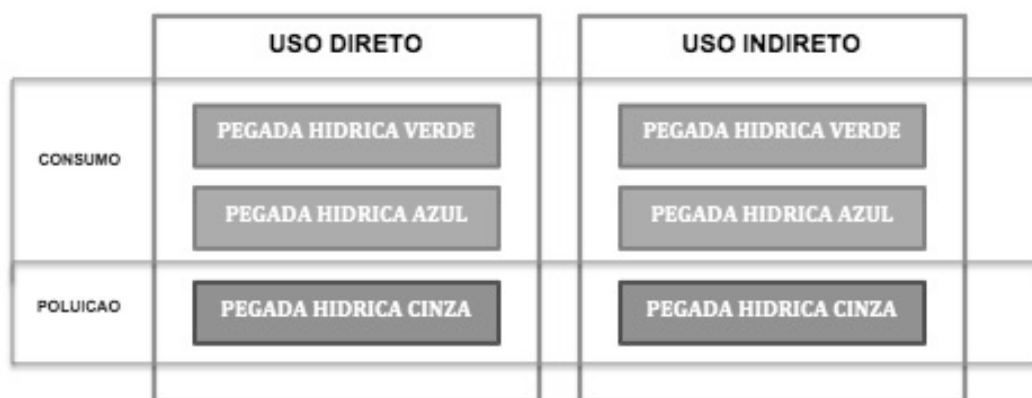 USO DIRETO
USO INDIRETO
CONSUMO
PEGADA HIDRICA VERDE
PEGADA HIDRICA VERDE
PEGADA HIDRICA AZUL
PEGADA HIDRICA AZUL
POLUICAO
PEGADA HIDRICA CINZA
PEGADA HIDRICA CINZA